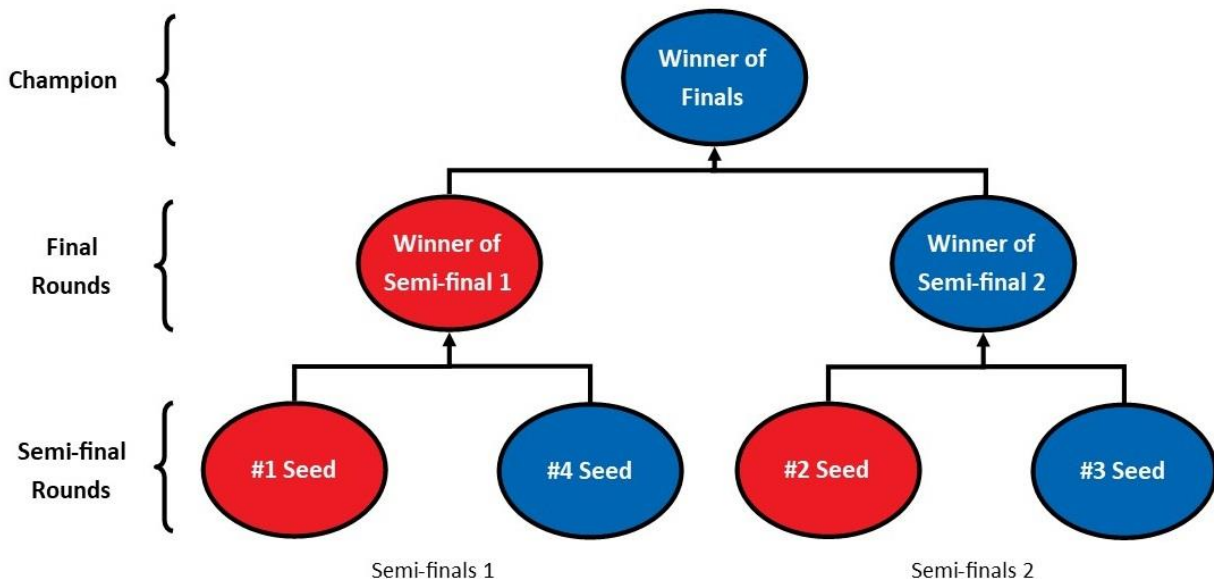 Champion
Winner of
Finals
Final
Rounds
Winner of
Semi-final 1
Winner of
Semi-final 2
Semi-final
Rounds
#1 Seed
#4 Seed
#2 Seed
#3 Seed
Semi-finals 1
Semi-finals 2